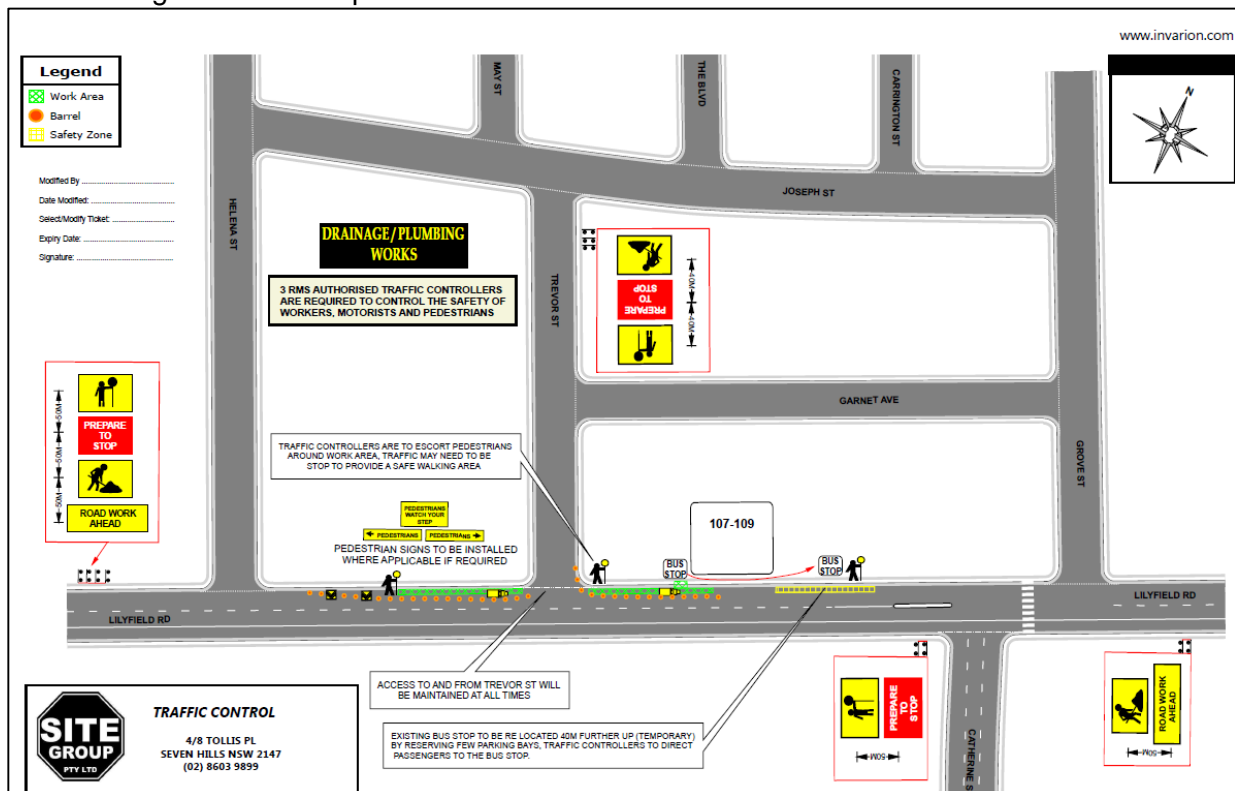 www.invarion.com
Legend
Work Area
Barrel
Safety Zone
N
Modified By ..........................................
Date Modified: ......................................
Select/Modify Ticket: ............................
Expiry Date: .........................................
Signature: ............................................
HELENA ST
MAY ST
THE BLVD
CARRINGTON ST
JOSEPH ST
TREVOR ST
GARNET AVE
GROVE ST
DRAINAGE/PLUMBING
WORKS
3 RMS AUTHORISED TRAFFIC CONTROLLERS
ARE REQUIRED TO CONTROL THE SAFETY OF
WORKERS, MOTORISTS AND PEDESTRIANS
PREPARE
TO
STOP
40M
40M
50M
50M
50M
PREPARE
TO
STOP
ROAD WORK
AHEAD
TRAFFIC CONTROLLERS ARE TO ESCORT PEDESTRIANS
AROUND WORK AREA, TRAFFIC MAY NEED TO BE
STOP TO PROVIDE A SAFE WALKING AREA
PEDESTRIANS
WATCH YOUR
STEP
PEDESTRIANS
PEDESTRIANS
PEDESTRIAN SIGNS TO BE INSTALLED
WHERE APPLICABLE IF REQUIRED
107-109
BUS
STOP
BUS
STOP
LILYFIELD RD
LILYFIELD RD
ACCESS TO AND FROM TREVOR ST WILL
BE MAINTAINED AT ALL TIMES
EXISTING BUS STOP TO BE RE LOCATED 40M FURTHER UP (TEMPORARY)
BY RESERVING FEW PARKING BAYS, TRAFFIC CONTROLLERS TO DIRECT
PASSENGERS TO THE BUS STOP.
PREPARE
TO
STOP
50M
CATHERINE S
ROAD WORK
AHEAD
50M
SITE
GROUP
PTY LTD
TRAFFIC CONTROL
4/8 TOLLIS PL
SEVEN HILLS NSW 2147
(02) 8603 9899